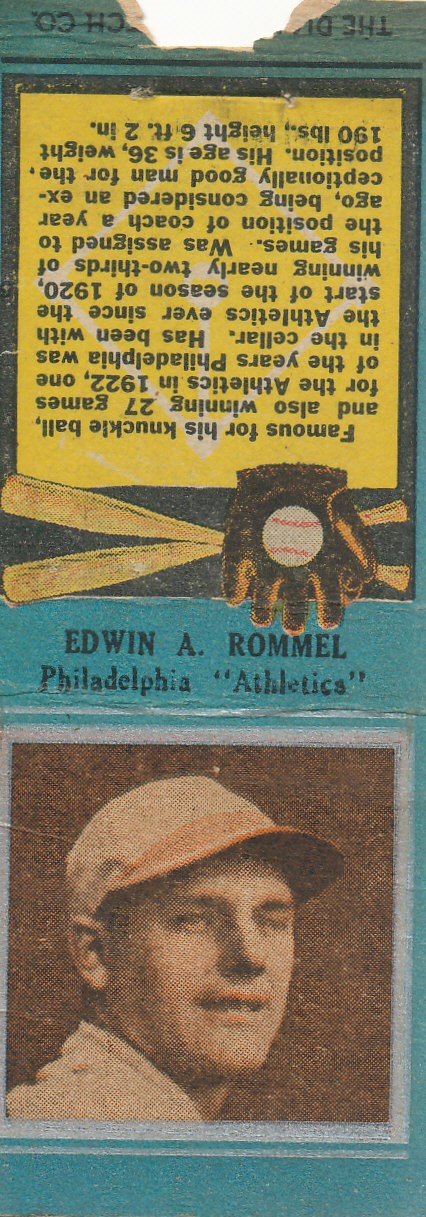 THE DI TCH CO.
Famous for his knuckle ball,
and also winning 27 games
for the Athletics in 1922, one
of the years Philadelphia was
in the cellar. Has been with
the Athletics ever since the
start of the season of 1920,
winning nearly two-thirds of
his games. Was assigned to
the position of coach a year
ago, being considered an ex-
ceptionally good man for the
position. His age is 36, weight
190 lbs., height 6 ft. 2 in.
EDWIN A. ROMMEL
Philadelphia "Athletics"